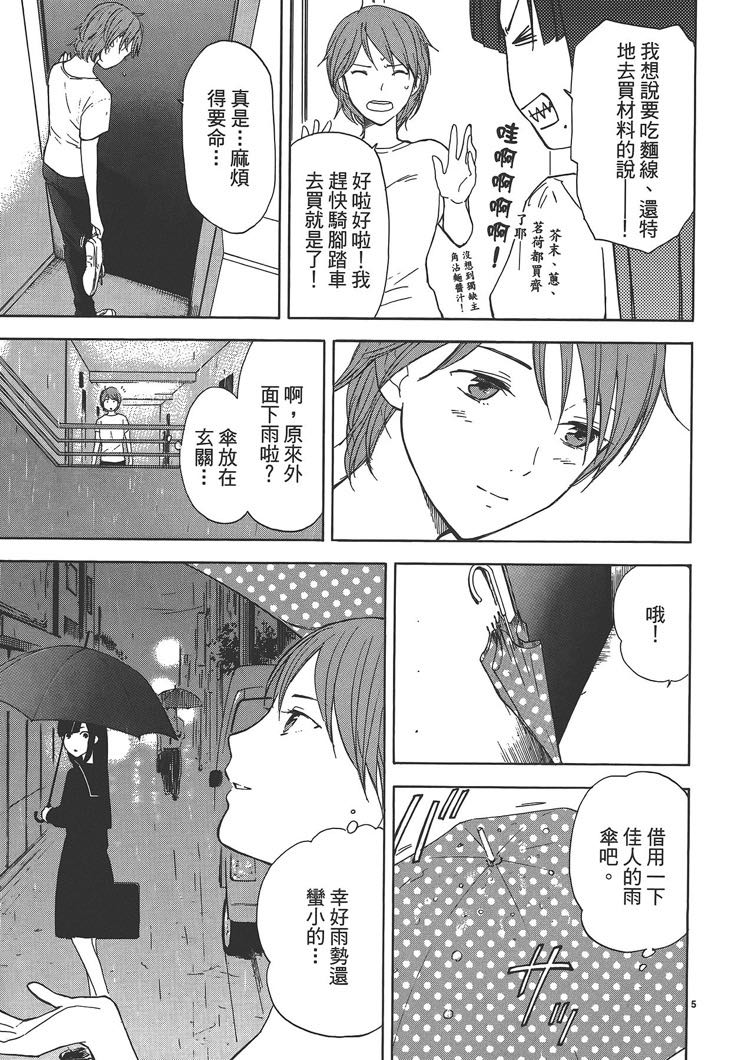 我想說要吃麵線、還特
地去買材料的說——！
芥末、蔥、
茗荷都買齊
了耶——
哇啊啊啊啊！
沒想到獨缺主
角沾麵醬汁！
好啦好啦！我
趕快騎腳踏車
去買就是了！
真是…麻煩
得要命…
啊，原來外
面下雨啦？
傘放在
玄關…
哦！
借用一下
佳人的雨
傘吧。
幸好雨勢還
蠻小的…
5